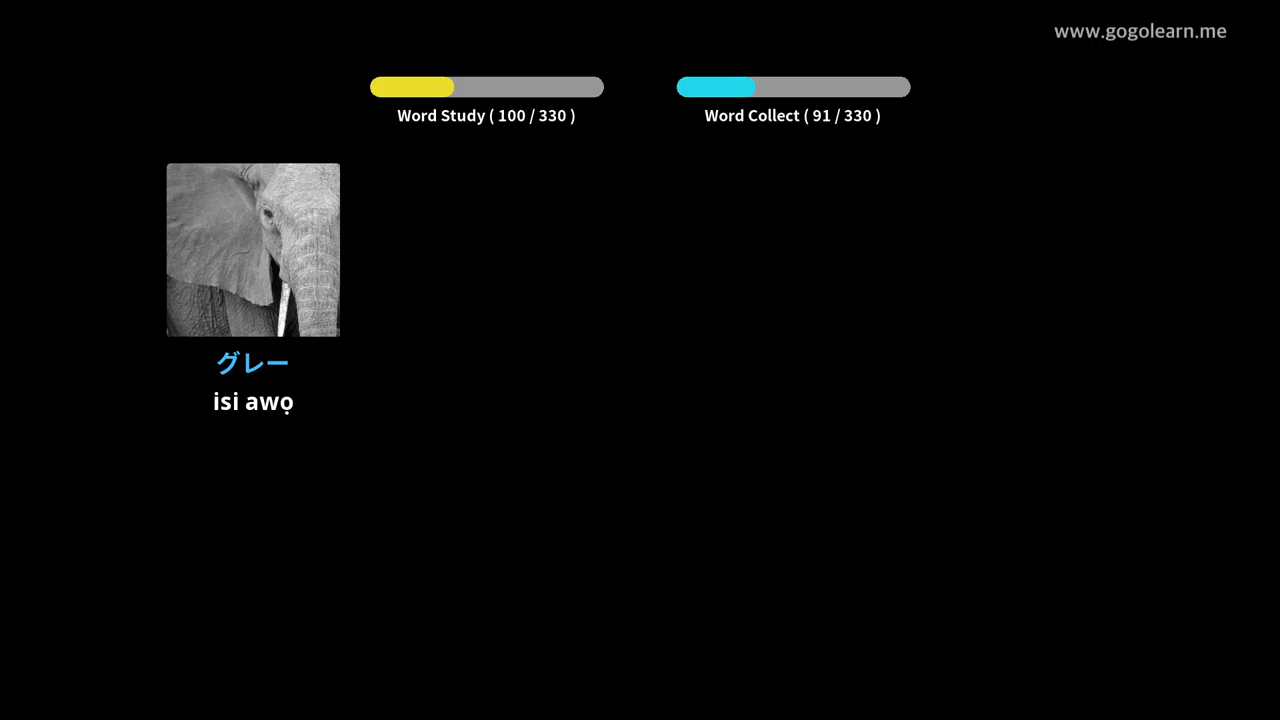 www.gogolearn.me
Word Study ( 100 / 330 )
Word Collect ( 91 / 330 )
グレー
isi awọ